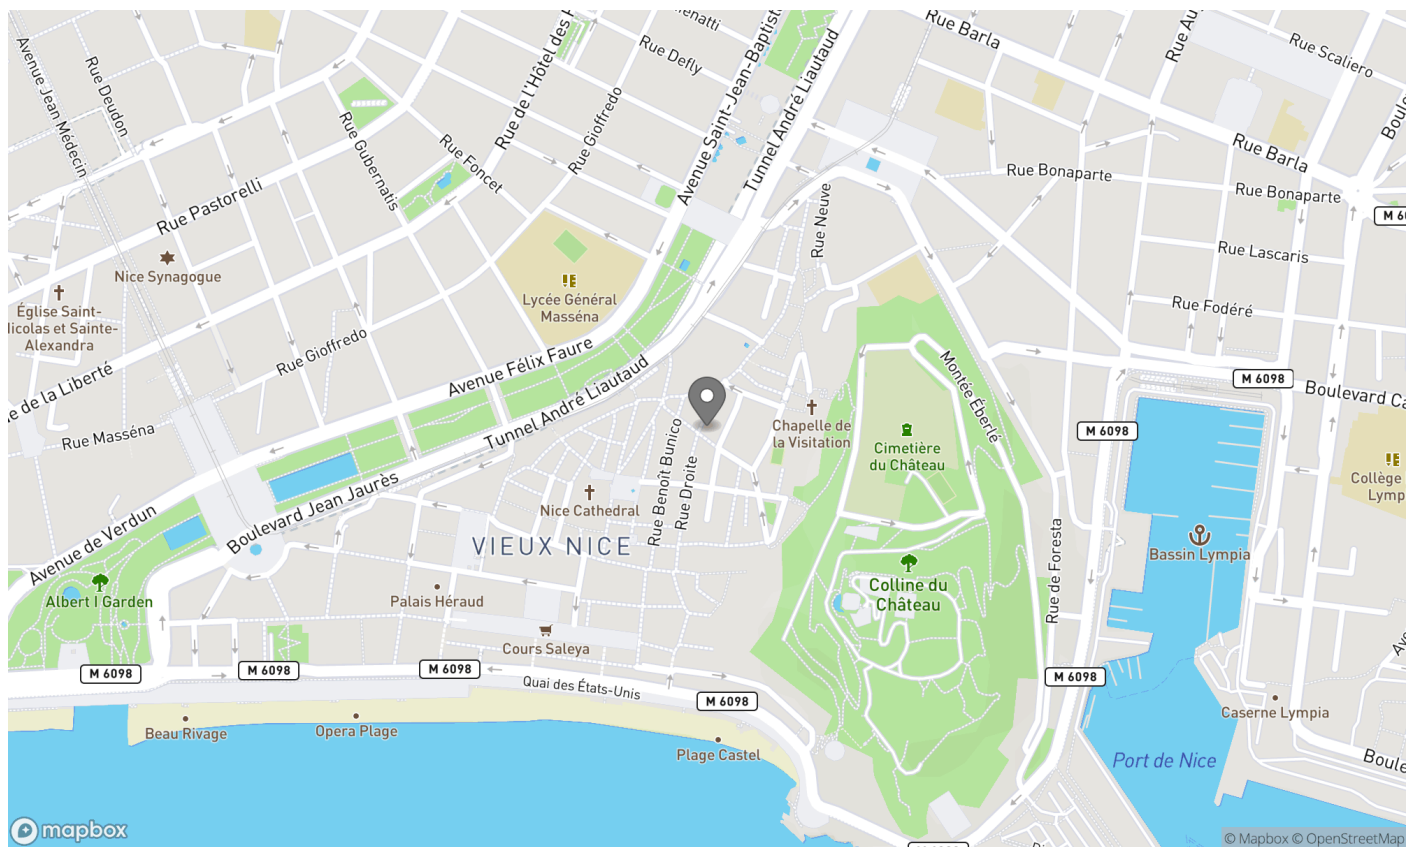 Avenue Jean Médecin
Rue Deudon
Rue Pastorelli
Rue Gubernatis
Rue Foncet
Rue de l'Hôtel des
Rue Gioffredo
Rue Defly
Avenue Saint-Jean-Baptiste
Tunnel André Liautaud
Rue Barla
Rue Scaliero
Rue Barla
Rue Bonaparte
Rue Bonaparte
Rue Neuve
Rue Lascaris
Rue Fodéré
Nice Synagogue
Église Saint-
Nicolas et Sainte-
Alexandra
Lycée Général
Masséna
Rue Gioffredo
de la Liberté
Rue Masséna
Avenue Félix Faure
Tunnel André Liautaud
Montée Éberlé
M 6098
M 6098
Chapelle de
la Visitation
Cimetière
du Château
Rue Benoît Bunico
Rue Droite
Nice Cathedral
VIEUX NICE
Boulevard Jean Jaurès
Avenue de Verdun
Albert I Garden
Palais Héraud
Cours Saleya
Colline du
Château
Rue de Foresta
Bassin Lympia
Collège
M 6098
M 6098
M 6098
M 6098
M 6098
Quai des États-Unis
Beau Rivage
Opera Plage
Plage Castel
Caserne Lympia
Port de Nice
mapbox
© Mapbox © OpenStreetMap